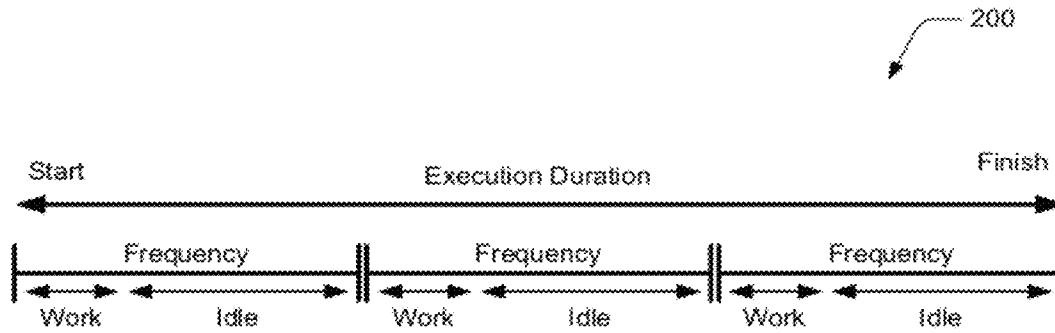 200
Start Execution Duration Finish
Frequency Frequency Frequency
Work Idle Work Idle Work Idle